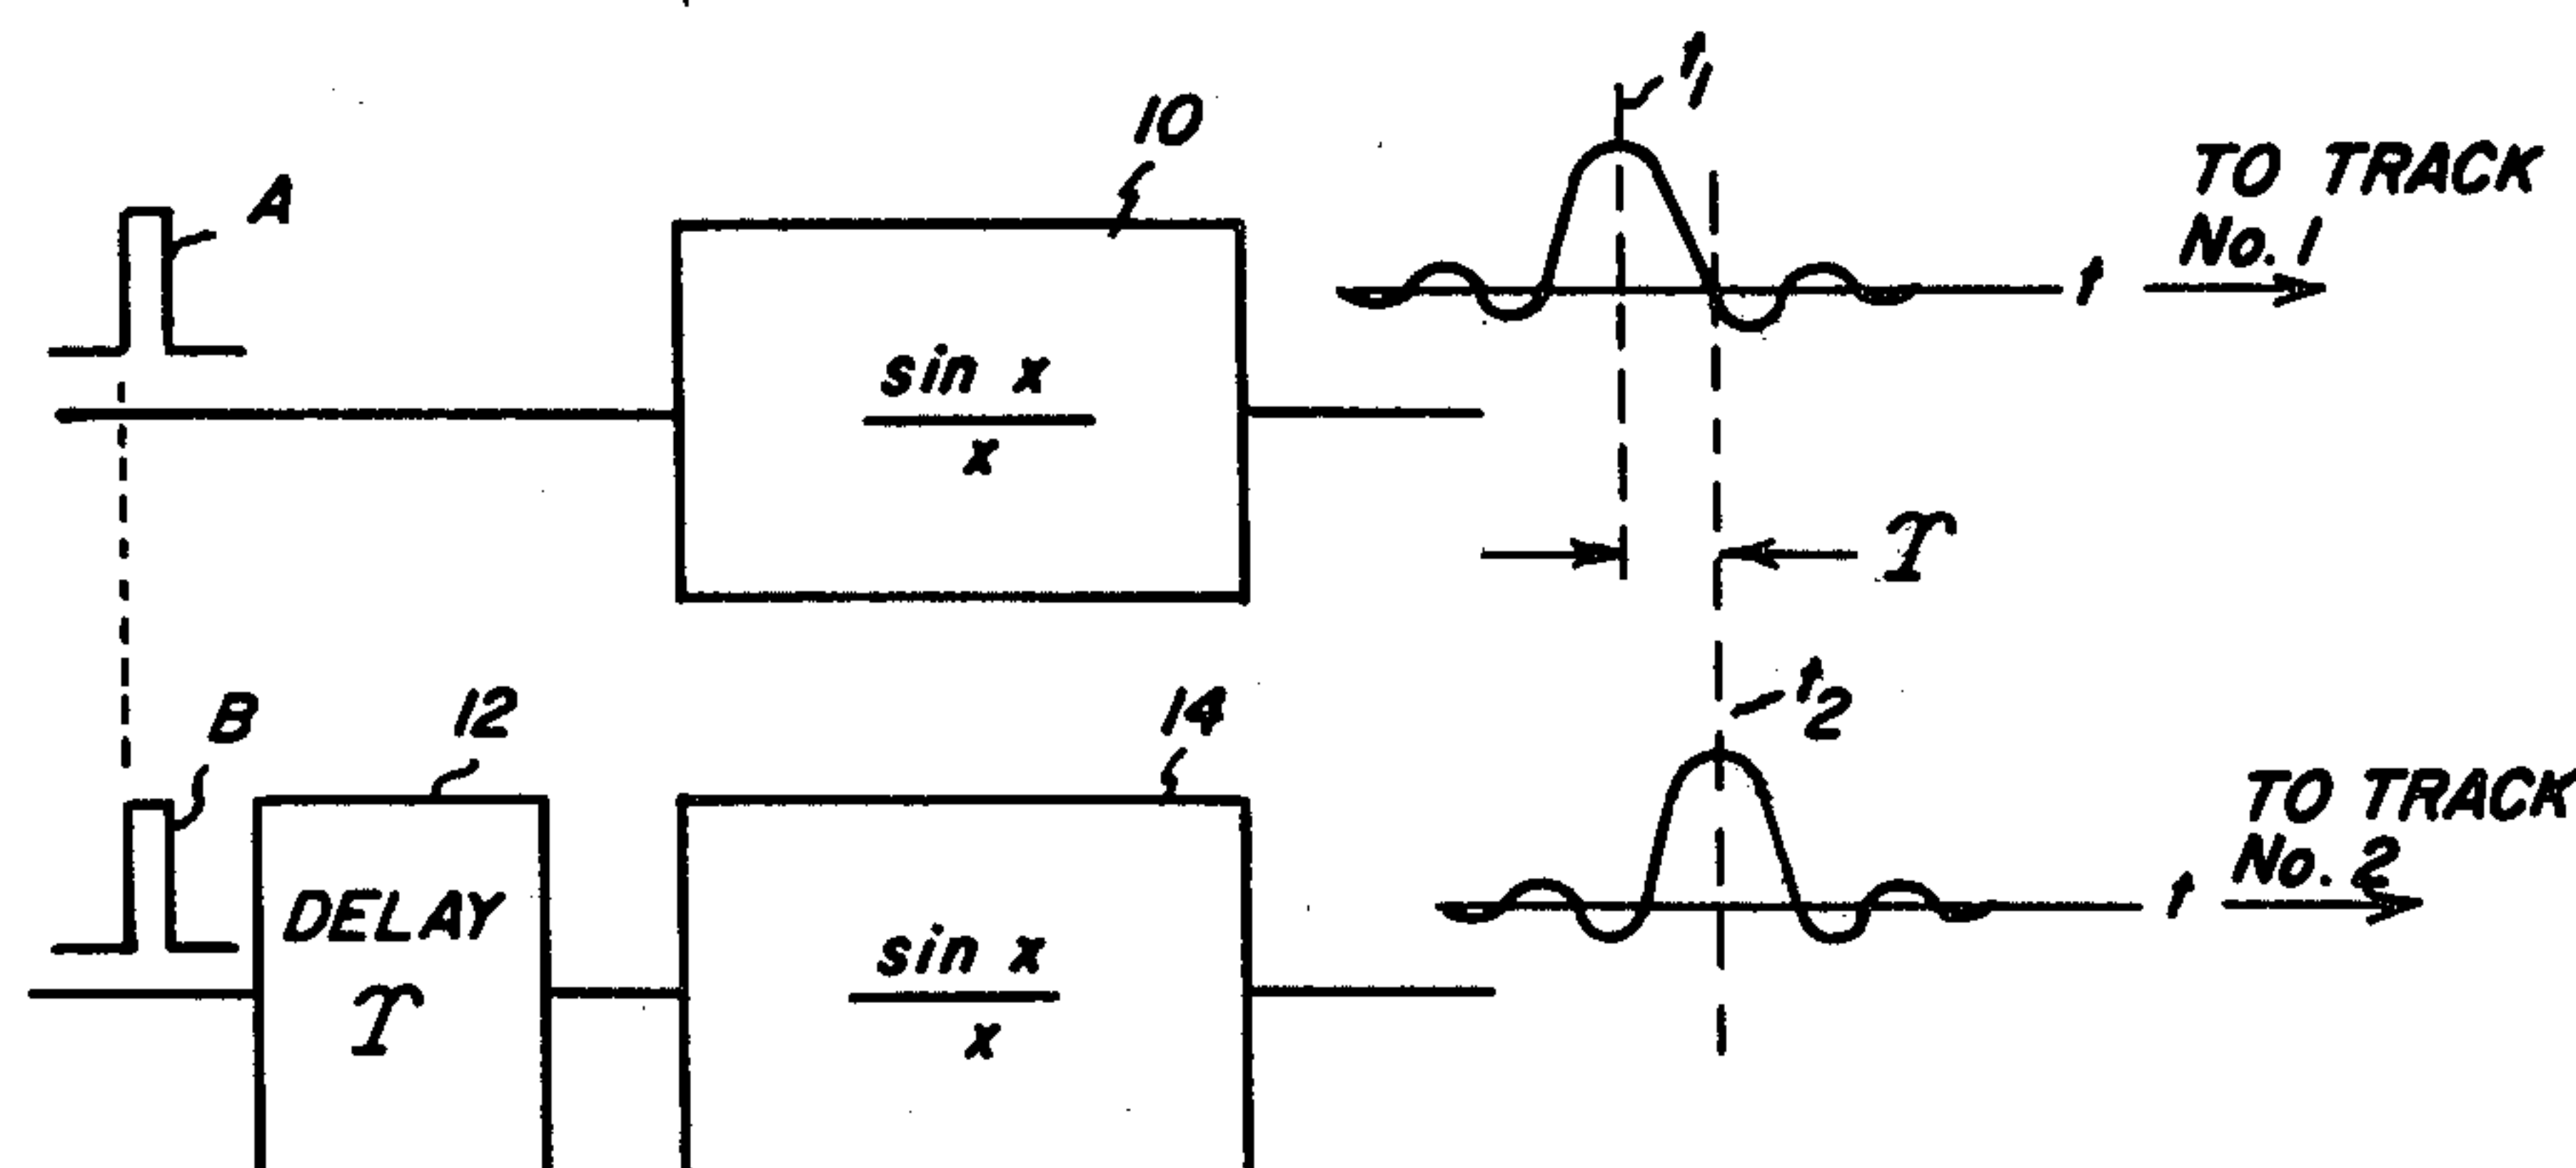 A
10
sin x
x
t1
t
TO TRACK
No. 1
τ
B
12
DELAY
τ
14
sin x
x
t2
t
TO TRACK
No. 2